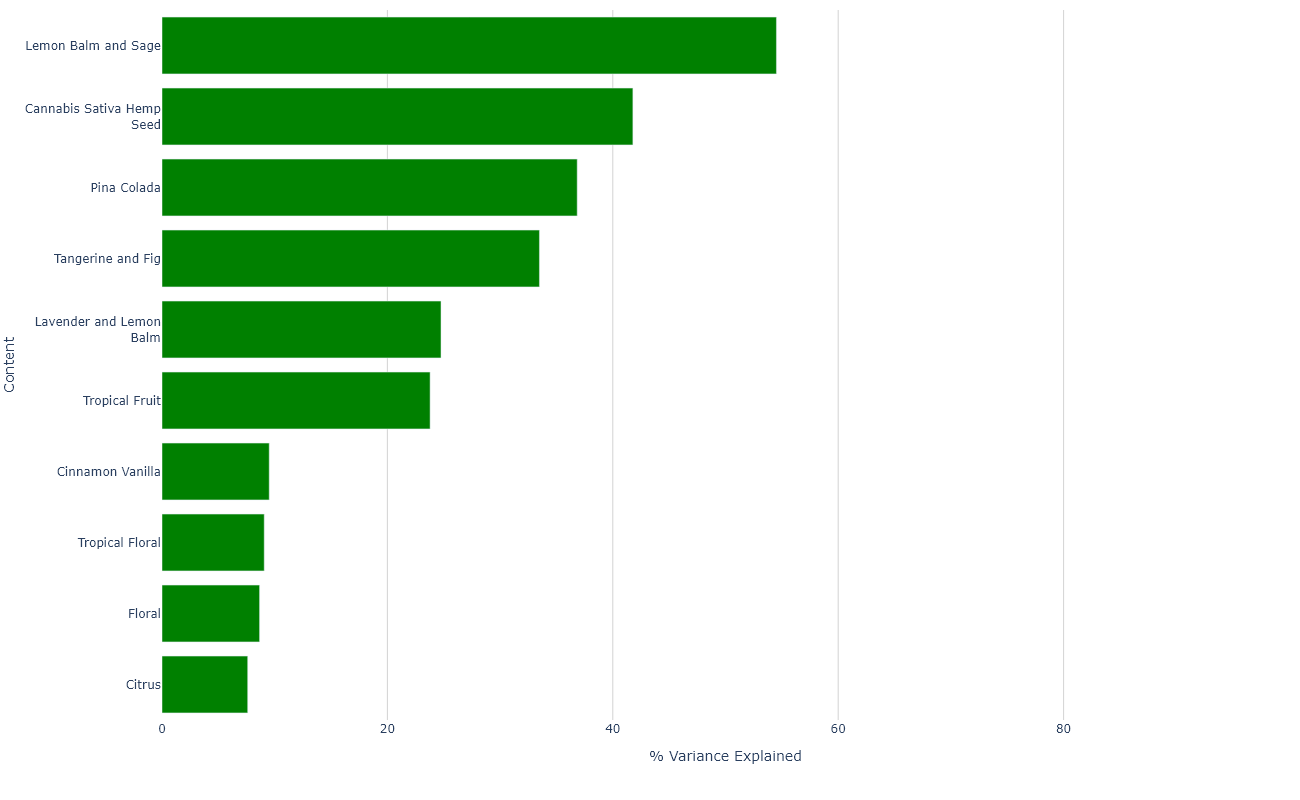 Lemon Balm and Sage
Cannabis Sativa Hemp
Seed
Pina Colada
Tangerine and Fig
Lavender and Lemon
Balm
Tropical Fruit
Cinnamon Vanilla
Tropical Floral
Floral
Citrus
Content
0 20 40 60 80
% Variance Explained